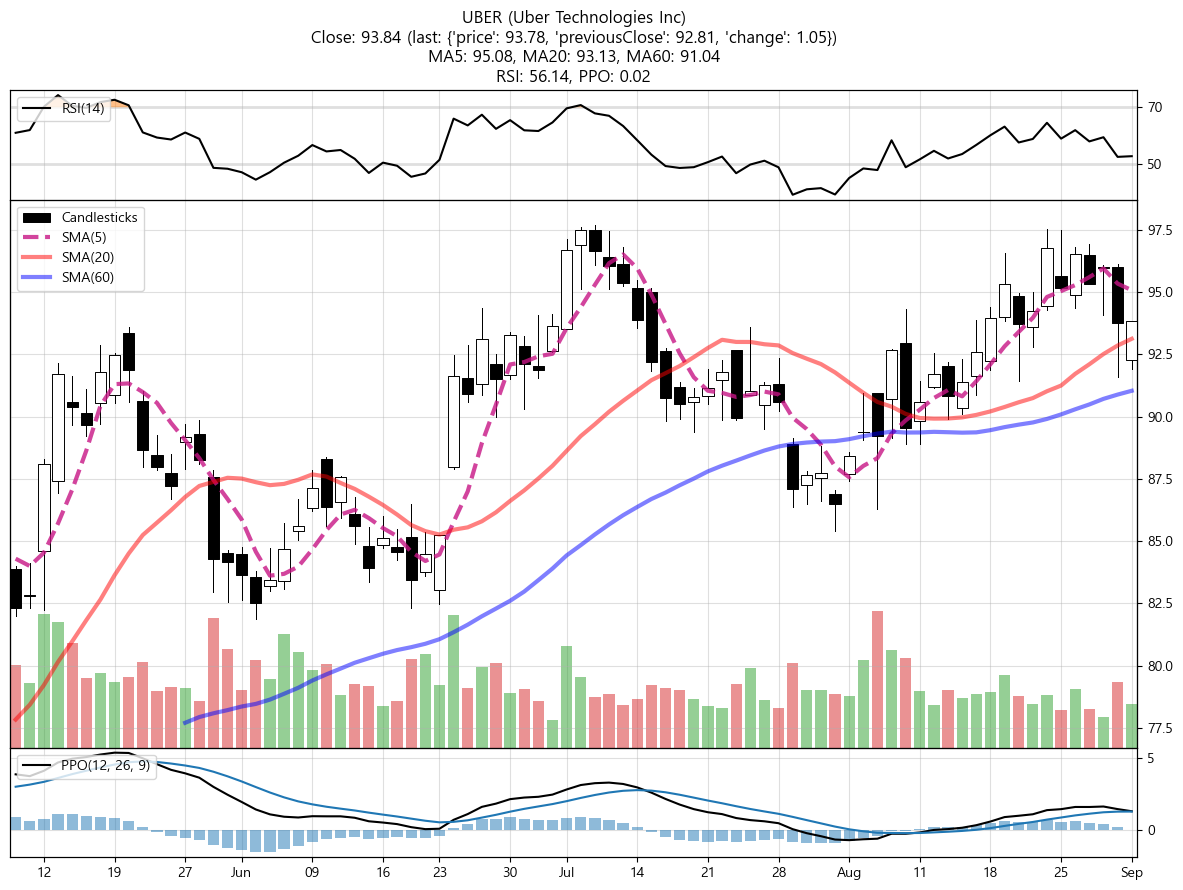 UBER (Uber Technologies Inc)
Close: 93.84 (last: {'price': 93.78, 'previousClose': 92.81, 'change': 1.05})
MA5: 95.08, MA20: 93.13, MA60: 91.04
RSI: 56.14, PPO: 0.02
RSI(14)
70
50
Candlesticks
SMA(5)
SMA(20)
SMA(60)
97.5
95.0
92.5
90.0
87.5
85.0
82.5
80.0
77.5
PPO(12, 26, 9)
5
0
12 19 27 Jun 09 16 23 30 Jul 14 21 28 Aug 11 18 25 Sep